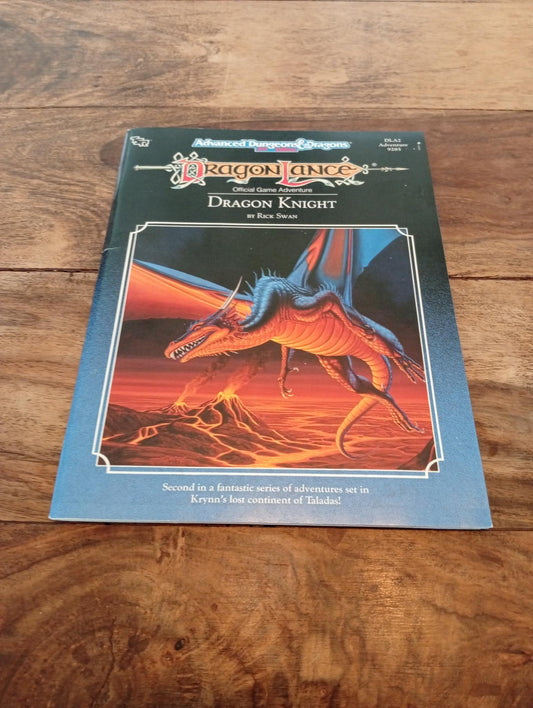 Advanced Dungeons & Dragons
DLA2
Adventure
9285
DragonLance
Official Game Adventure
DRAGON KNIGHT
BY RICK SWAN
Second in a fantastic series of adventures set in
Krynn's lost continent of Taladas!